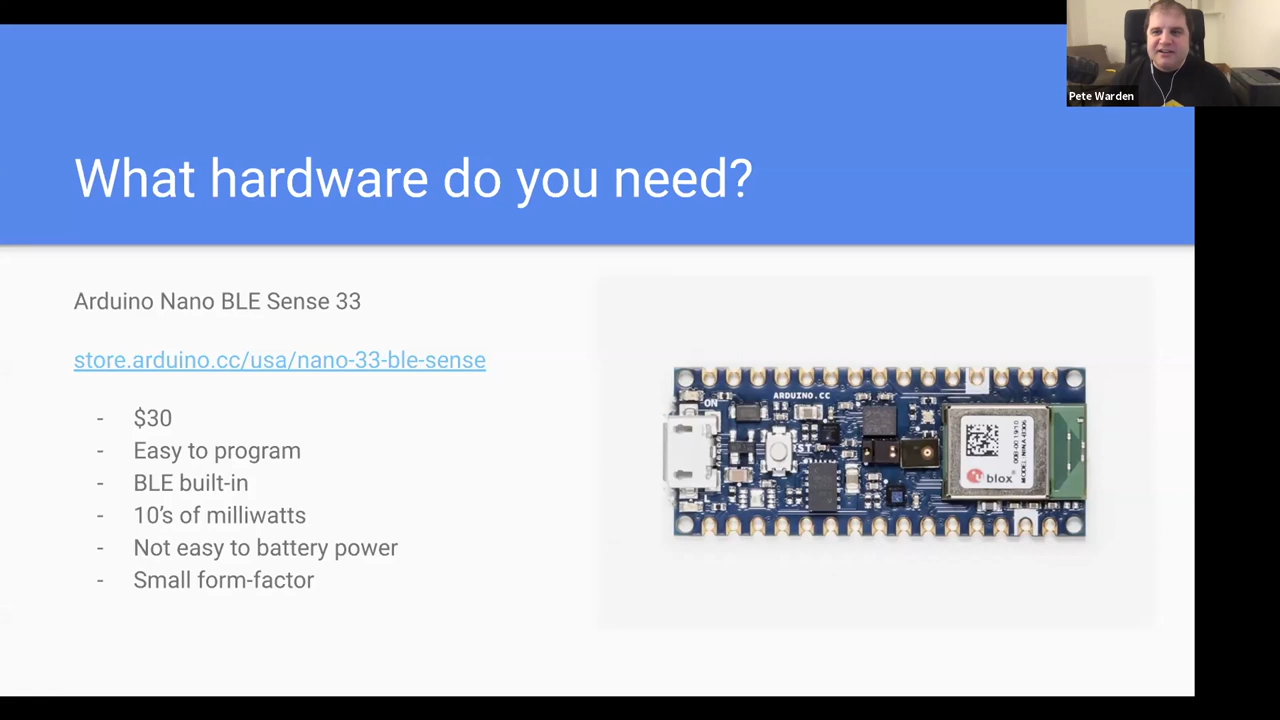 Pete Warden
What hardware do you need?
Arduino Nano BLE Sense 33
store.arduino.cc/usa/nano-33-ble-sense
- $30
- Easy to program
- BLE built-in
- 10’s of milliwatts
- Not easy to battery power
- Small form-factor
ARDUINO.CC
ON
blox